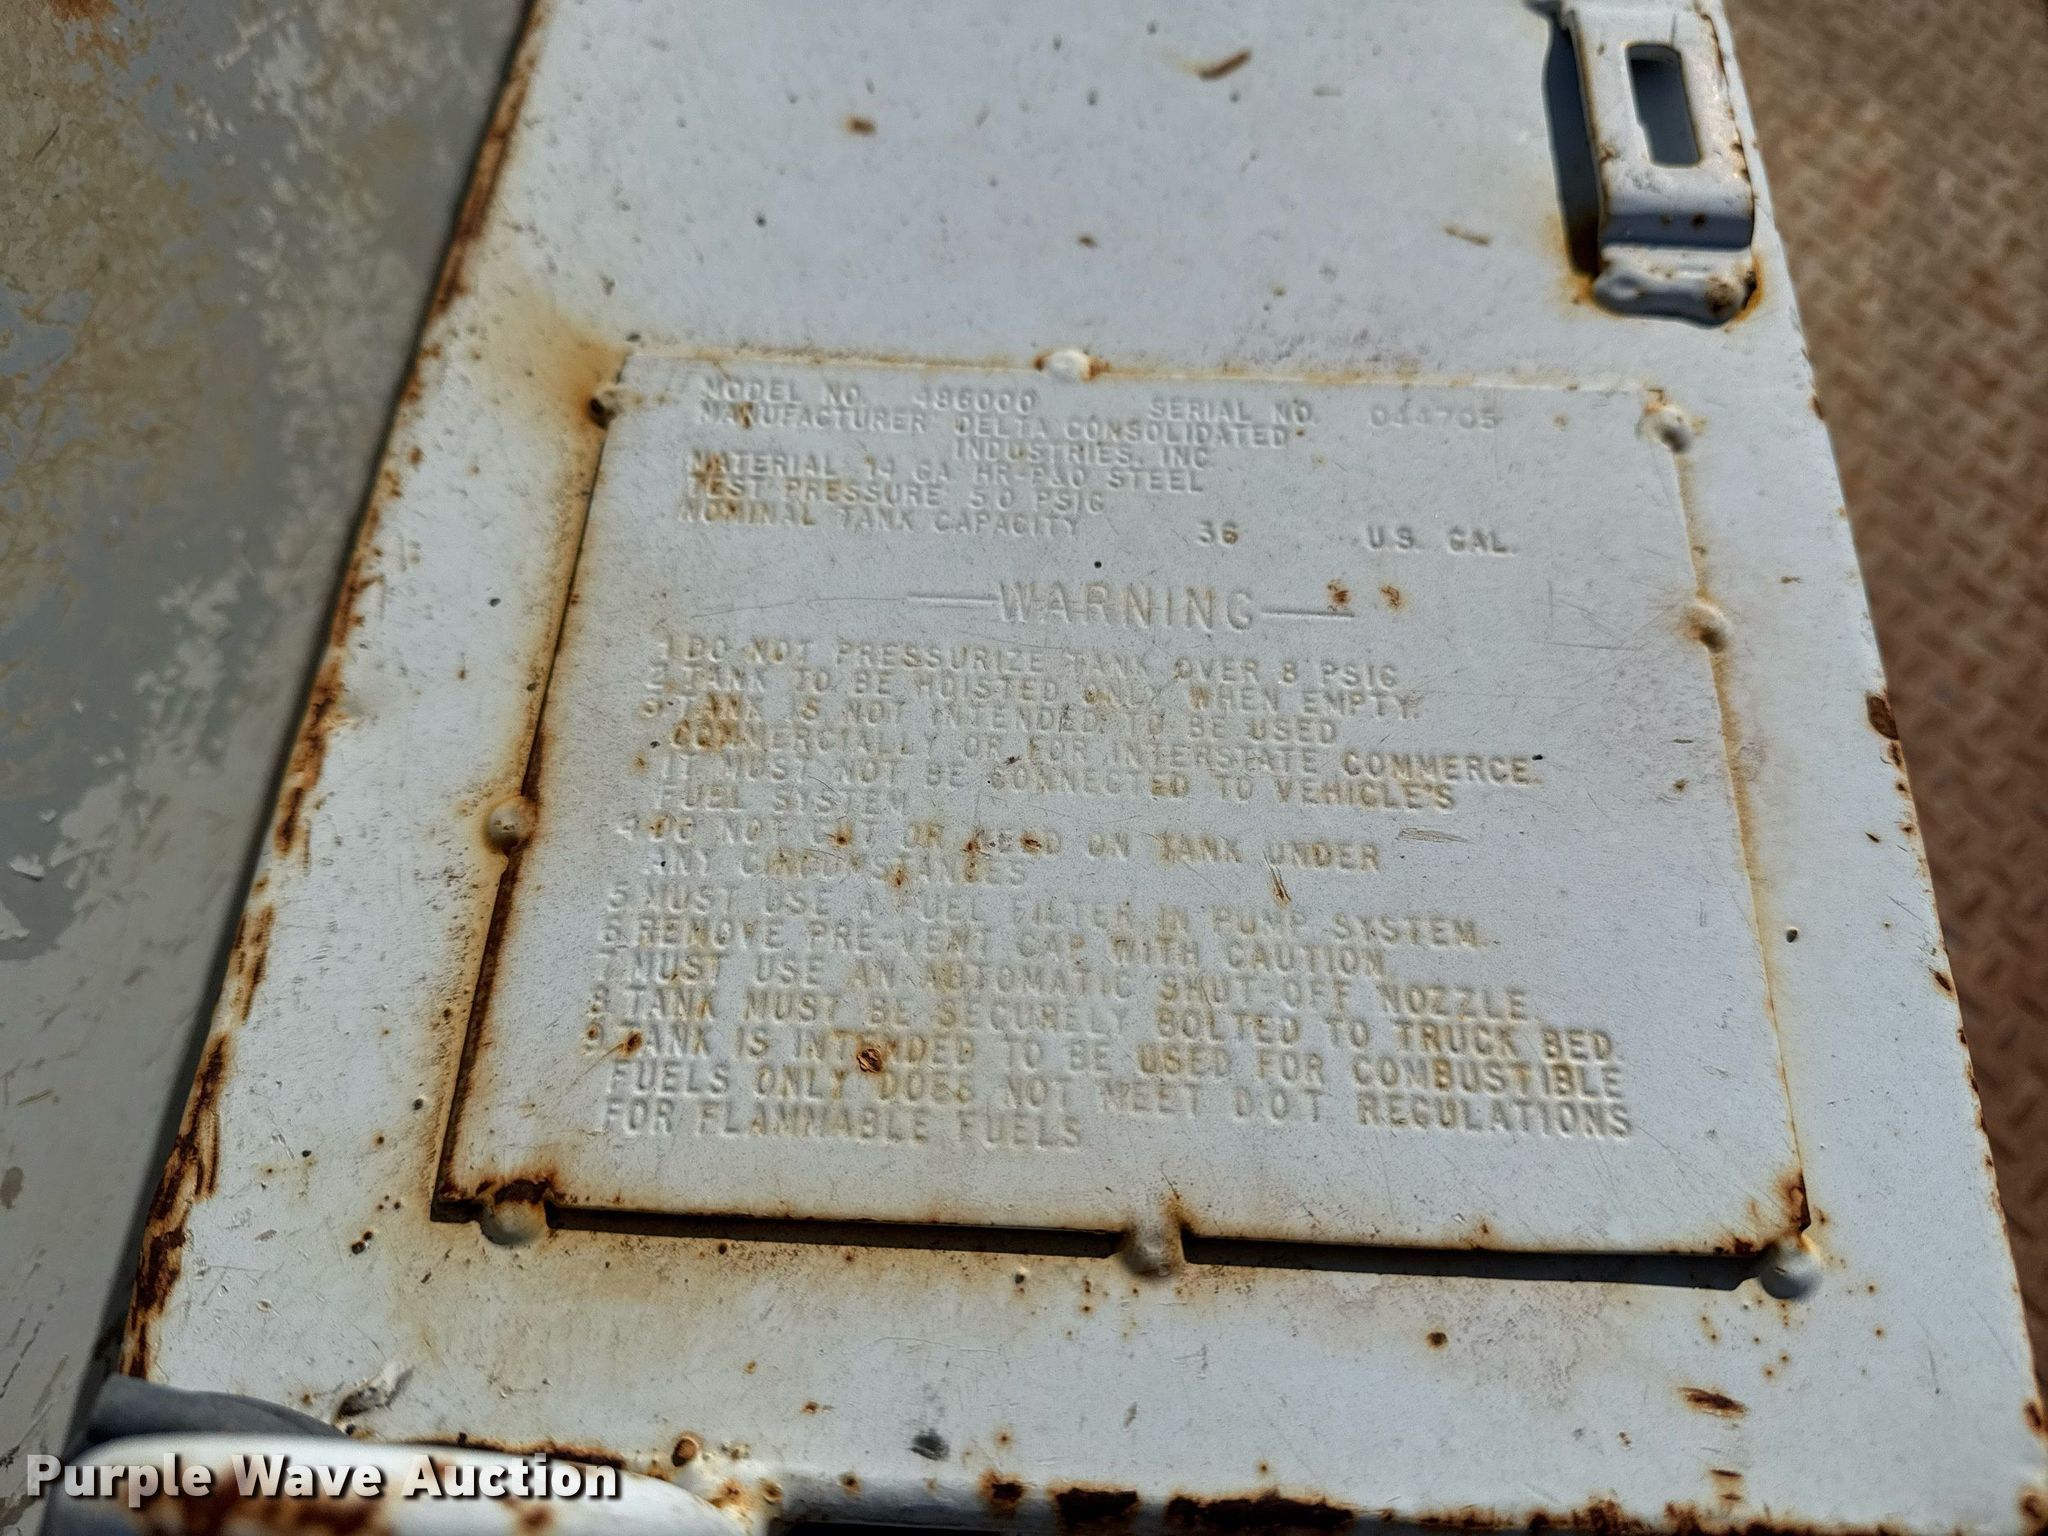 MODEL NO. 486000 SERIAL NO. 044705
MANUFACTURER DELTA CONSOLIDATED
INDUSTRIES, INC
MATERIAL 14 GA HR-P&O STEEL
TEST PRESSURE 5.0 PSIG
NOMINAL TANK CAPACITY 36 U.S. GAL.
WARNING
1 DO NOT PRESSURIZE TANK OVER 8 PSIG
2 TANK TO BE HOISTED ONLY WHEN EMPTY.
3 TANK IS NOT INTENDED TO BE USED
COMMERCIALLY OR FOR INTERSTATE COMMERCE.
IT MUST NOT BE CONNECTED TO VEHICLE'S
FUEL SYSTEM
4 DO NOT CUT OR WELD ON TANK UNDER
ANY CIRCUMSTANCES
5 MUST USE A FUEL FILTER IN PUMP SYSTEM.
6 REMOVE PRE-VENT CAP WITH CAUTION.
7 MUST USE AN AUTOMATIC SHUT-OFF NOZZLE.
8 TANK MUST BE SECURELY BOLTED TO TRUCK BED.
9 TANK IS INTENDED TO BE USED FOR COMBUSTIBLE
FUELS ONLY DOES NOT MEET D O T REGULATIONS
FOR FLAMMABLE FUELS
Purple Wave Auction